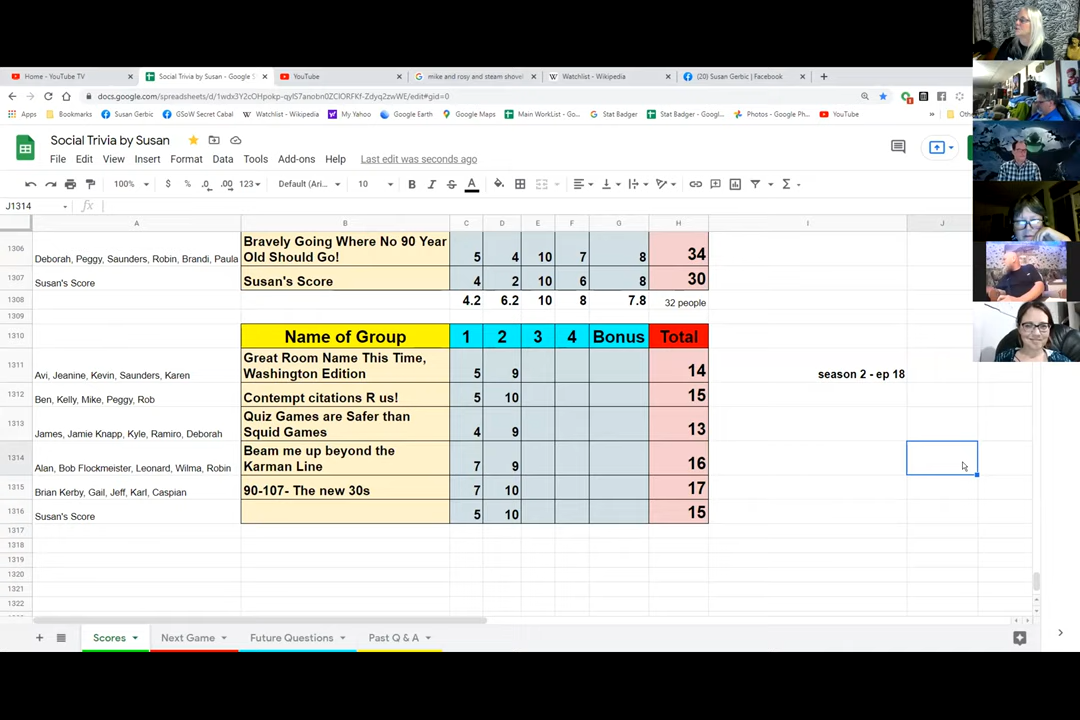 Home - YouTube TV
Social Trivia by Susan - Google S
YouTube
mike and rosy and steam shovel
Watchlist - Wikipedia
(20) Susan Gerbic | Facebook
Apps
Bookmarks
Susan Gerbic
GSoW Secret Cabal
Watchlist - Wikipedia
My Yahoo
Google Earth
Google Maps
Main WorkList - Go...
Stat Badger
Stat Badger - Googl...
Photos - Google Ph...
YouTube
Social Trivia by Susan
File Edit View Insert Format Data Tools Add-ons Help Last edit was seconds ago
100% $ % .0 .00 123 Default (Ari... 10 B I S A
J1314 fx
A B C D E F G H I J
1306 Deborah, Peggy, Saunders, Robin, Brandi, Paula Bravely Going Where No 90 Year Old Should Go! 5 4 10 7 8 34
1307 Susan's Score Susan's Score 4 2 10 6 8 30
1308 4.2 6.2 10 8 7.8 32 people
1309
1310 Name of Group 1 2 3 4 Bonus Total
1311 Avi, Jeanine, Kevin, Saunders, Karen Great Room Name This Time, Washington Edition 5 9 14 season 2 - ep 18
1312 Ben, Kelly, Mike, Peggy, Rob Contempt citations R us! 5 10 15
1313 James, Jamie Knapp, Kyle, Ramiro, Deborah Quiz Games are Safer than Squid Games 4 9 13
1314 Alan, Bob Flockmeister, Leonard, Wilma, Robin Beam me up beyond the Karman Line 7 9 16
1315 Brian Kerby, Gail, Jeff, Karl, Caspian 90-107- The new 30s 7 10 17
1316 Susan's Score 5 10 15
1317
1318
1319
1320
1321
1322
Scores
Next Game
Future Questions
Past Q & A